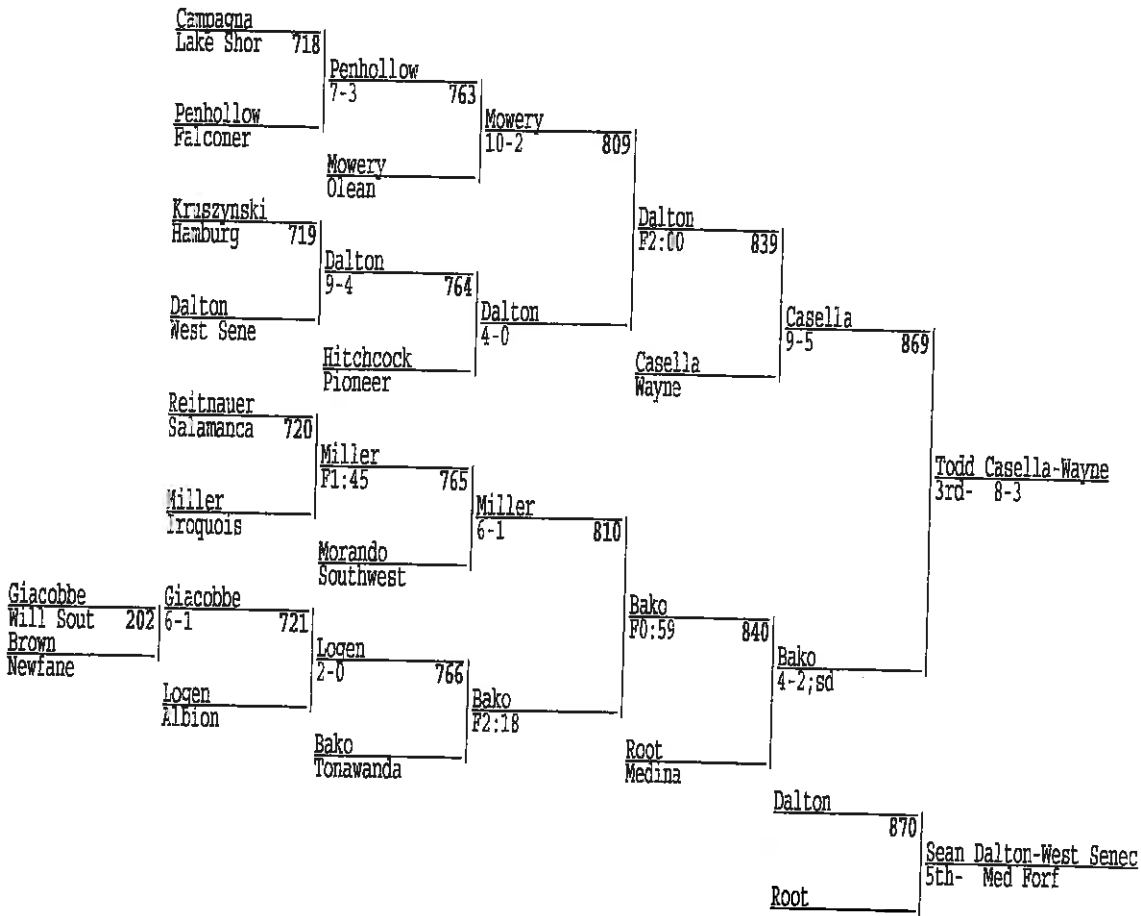 Campagna
Lake Shor 718
Penhollow
7-3 763
Penhollow
Falconer
Mowery
10-2 809
Mowery
Olean
Kruszynski
Hamburg 719
Dalton
F2:00 839
Dalton
9-4 764
Dalton
West Sene
Dalton
4-0
Casella
9-5 869
Hitchcock
Pioneer
Casella
Wayne
Reitnauer
Salamanca 720
Miller
F1:45 765
Todd Casella-Wayne
3rd- 8-3
Miller
Iroquois
Miller
6-1 810
Morando
Southwest
Giacobbe
Will Sout 202
Brown
Newfane
Giacobbe
6-1 721
Bako
F0:59 840
Logen
2-0 766
Bako
4-2;sd
Logen
Albion
Bako
F2:18
Bako
Tonawanda
Root
Medina
Dalton
870
Sean Dalton-West Senec
5th- Med Forf
Root